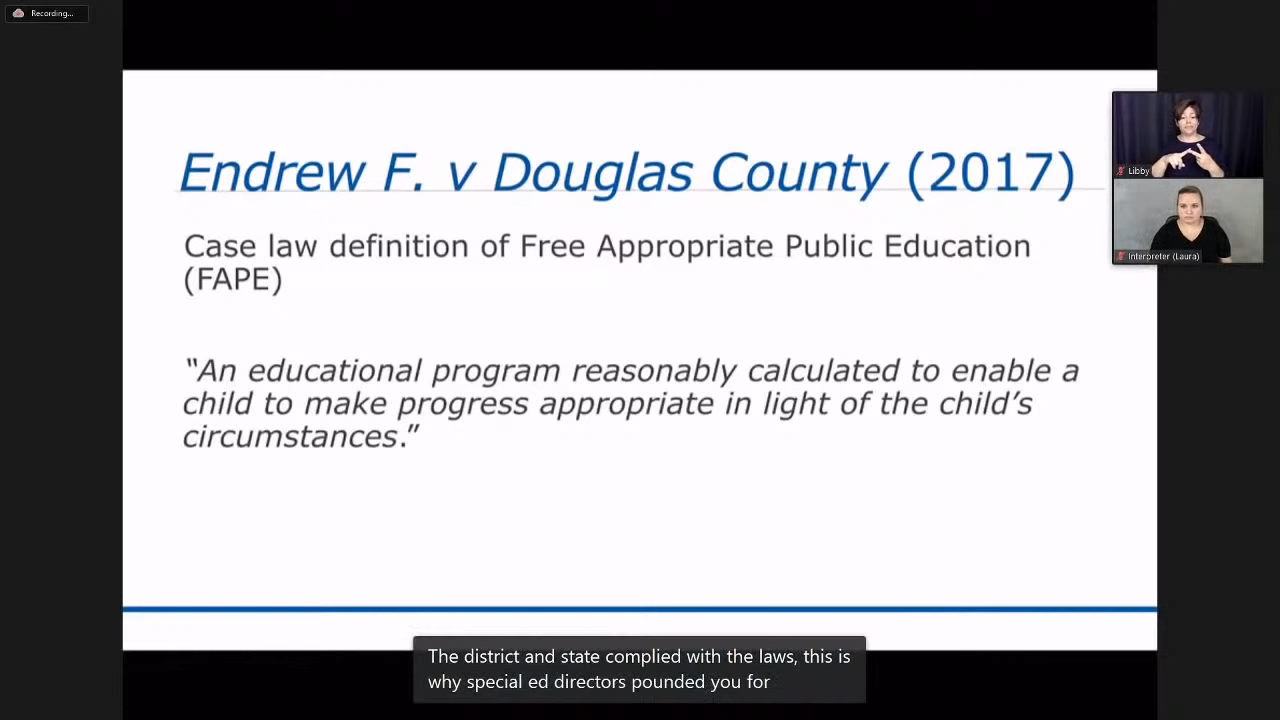 Recording...
Endrew F. v Douglas County (2017)
Case law definition of Free Appropriate Public Education
(FAPE)
“An educational program reasonably calculated to enable a
child to make progress appropriate in light of the child’s
circumstances.”
Libby
Interpreter (Laura)
The district and state complied with the laws, this is
why special ed directors pounded you for